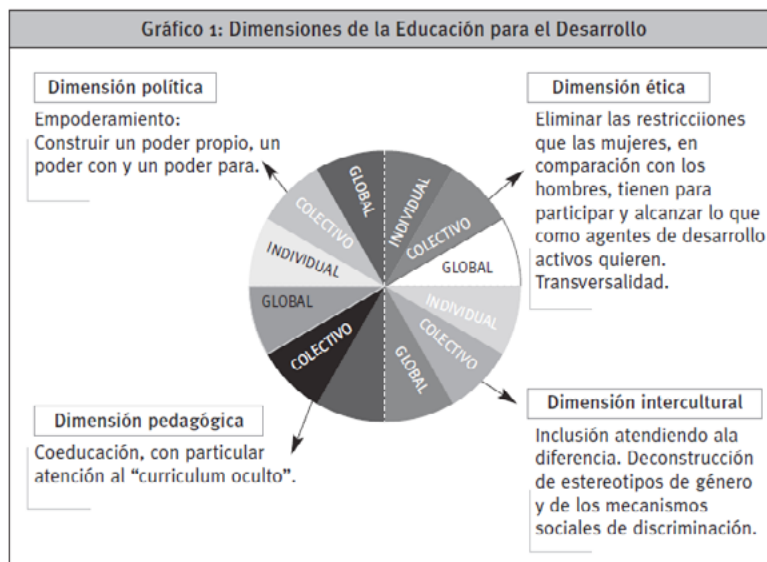 Gráfico 1: Dimensiones de la Educación para el Desarrollo
Dimensión política
Empoderamiento:
Construir un poder propio, un
poder con y un poder para.
Dimensión ética
Eliminar las restricciiones
que las mujeres, en
comparación con los
hombres, tienen para
participar y alcanzar lo que
como agentes de desarrollo
activos quieren.
Transversalidad.
GLOBAL
INDIVIDUAL
COLECTIVO
COLECTIVO
INDIVIDUAL
GLOBAL
GLOBAL
INDIVIDUAL
COLECTIVO
COLECTIVO
GLOBAL
Dimensión pedagógica
Coeducación, con particular
atención al “curriculum oculto”.
Dimensión intercultural
Inclusión atendiendo ala
diferencia. Deconstrucción
de estereotipos de género
y de los mecanismos
sociales de discriminación.